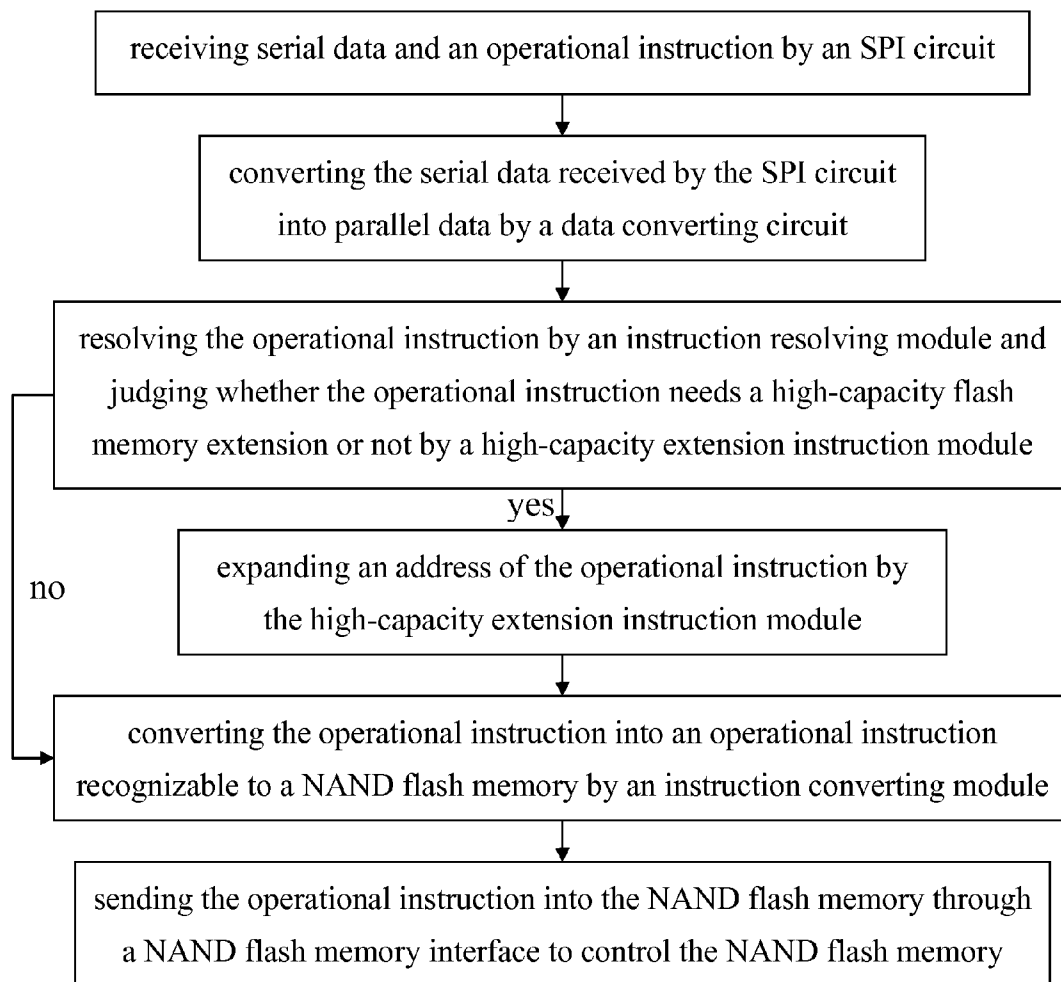 receiving serial data and an operational instruction by an SPI circuit
converting the serial data received by the SPI circuit
into parallel data by a data converting circuit
resolving the operational instruction by an instruction resolving module and
judging whether the operational instruction needs a high-capacity flash
memory extension or not by a high-capacity extension instruction module
yes
expanding an address of the operational instruction by
the high-capacity extension instruction module
no
converting the operational instruction into an operational instruction
recognizable to a NAND flash memory by an instruction converting module
sending the operational instruction into the NAND flash memory through
a NAND flash memory interface to control the NAND flash memory